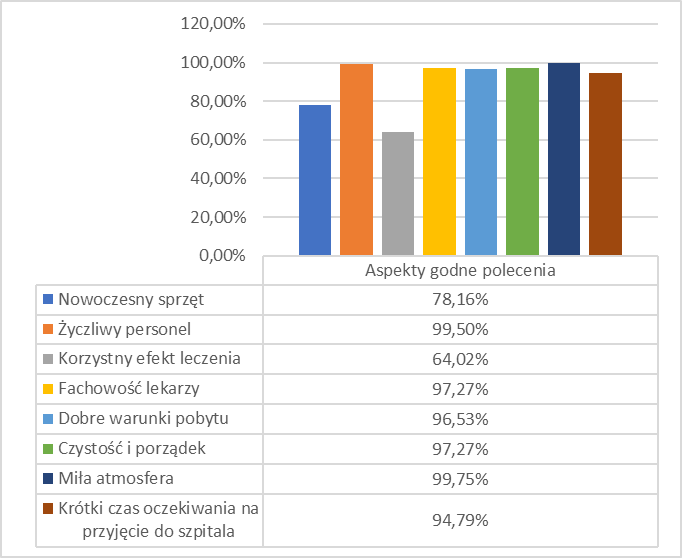 120,00%
100,00%
80,00%
60,00%
40,00%
20,00%
0,00%
Aspekty godne polecenia
Nowoczesny sprzęt 78,16%
Życzliwy personel 99,50%
Korzystny efekt leczenia 64,02%
Fachowość lekarzy 97,27%
Dobre warunki pobytu 96,53%
Czystość i porządek 97,27%
Miła atmosfera 99,75%
Krótki czas oczekiwania na
przyjęcie do szpitala 94,79%